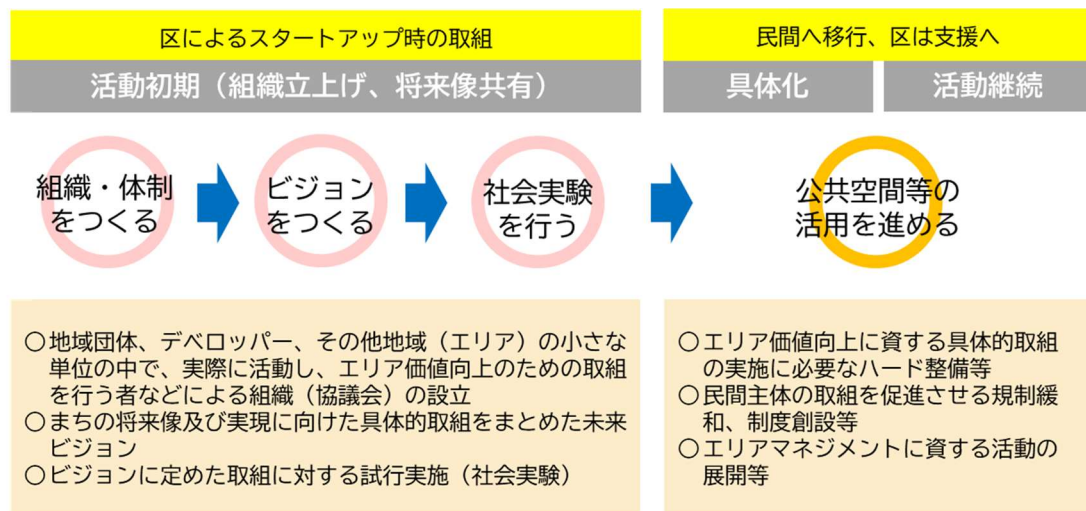 区によるスタートアップ時の取組
民間へ移行、区は支援へ
活動初期（組織立上げ、将来像共有）
具体化
活動継続
組織・体制
をつくる
ビジョン
をつくる
社会実験
を行う
公共空間等の
活用を進める
〇地域団体、デベロッパー、その他地域（エリア）の小さな
単位の中で、実際に活動し、エリア価値向上のための取組
を行う者などによる組織（協議会）の設立
〇まちの将来像及び実現に向けた具体的取組をまとめた未来
ビジョン
〇ビジョンに定めた取組に対する試行実施（社会実験）
〇エリア価値向上に資する具体的取組
の実施に必要なハード整備等
〇民間主体の取組を促進させる規制緩
和、制度創設等
〇エリアマネジメントに資する活動の
展開等